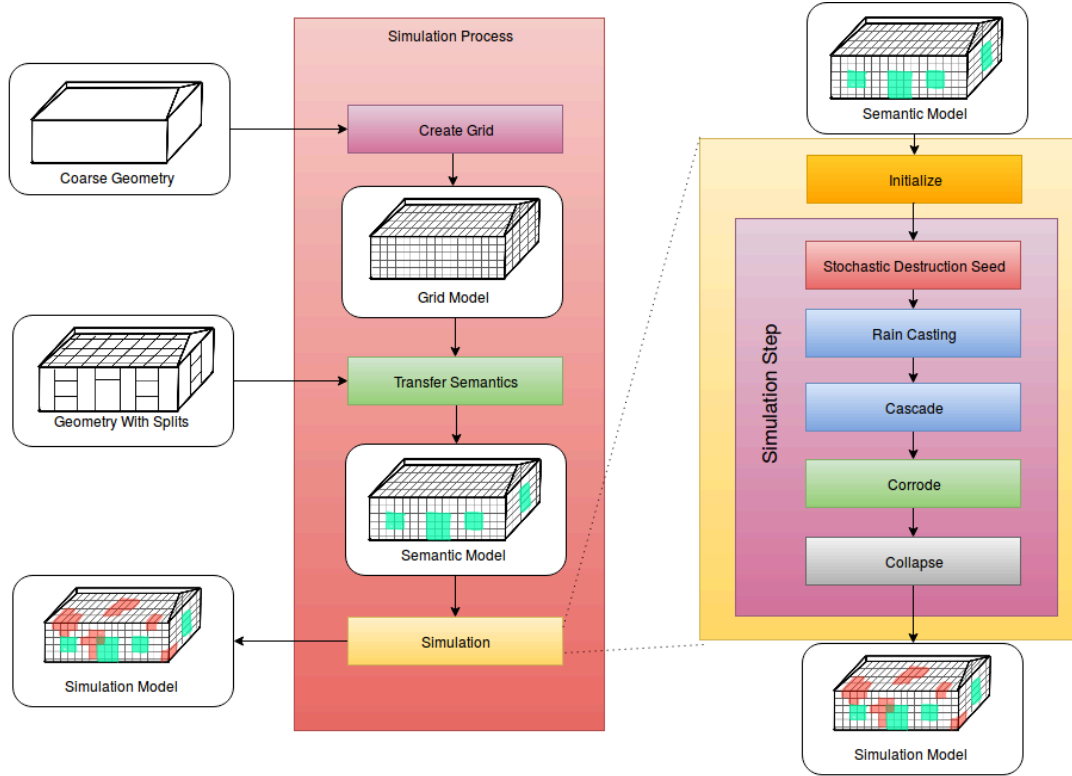 Simulation Process
Coarse Geometry
Create Grid
Grid Model
Geometry With Splits
Transfer Semantics
Semantic Model
Simulation Model
Simulation
Semantic Model
Initialize
Simulation Step
Stochastic Destruction Seed
Rain Casting
Cascade
Corrode
Collapse
Simulation Model